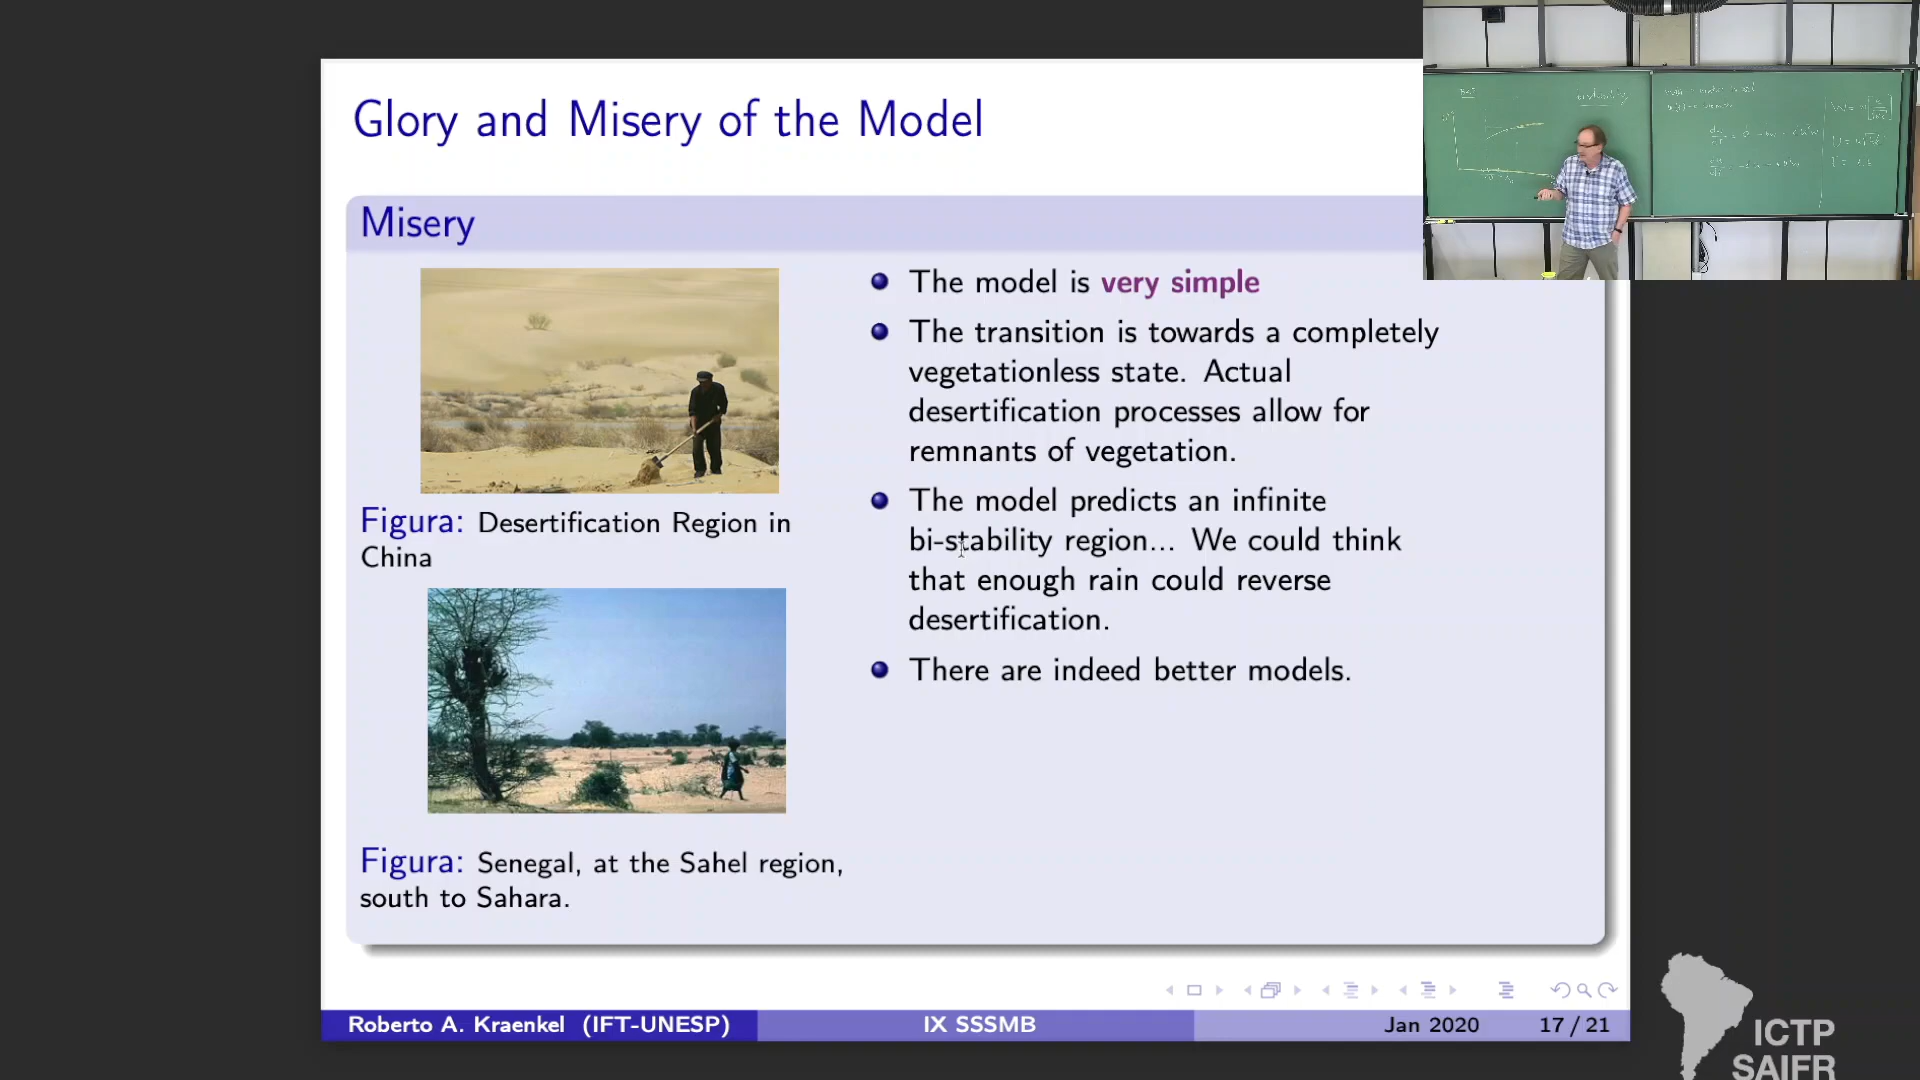 Glory and Misery of the Model
Misery
Figura: Desertification Region in
China
Figura: Senegal, at the Sahel region,
south to Sahara.
The model is very simple
The transition is towards a completely
vegetationless state. Actual
desertification processes allow for
remnants of vegetation.
The model predicts an infinite
bi-stability region... We could think
that enough rain could reverse
desertification.
There are indeed better models.
Roberto A. Kraenkel (IFT-UNESP)
IX SSSMB
Jan 2020
17 / 21
ICTP
SAIFR